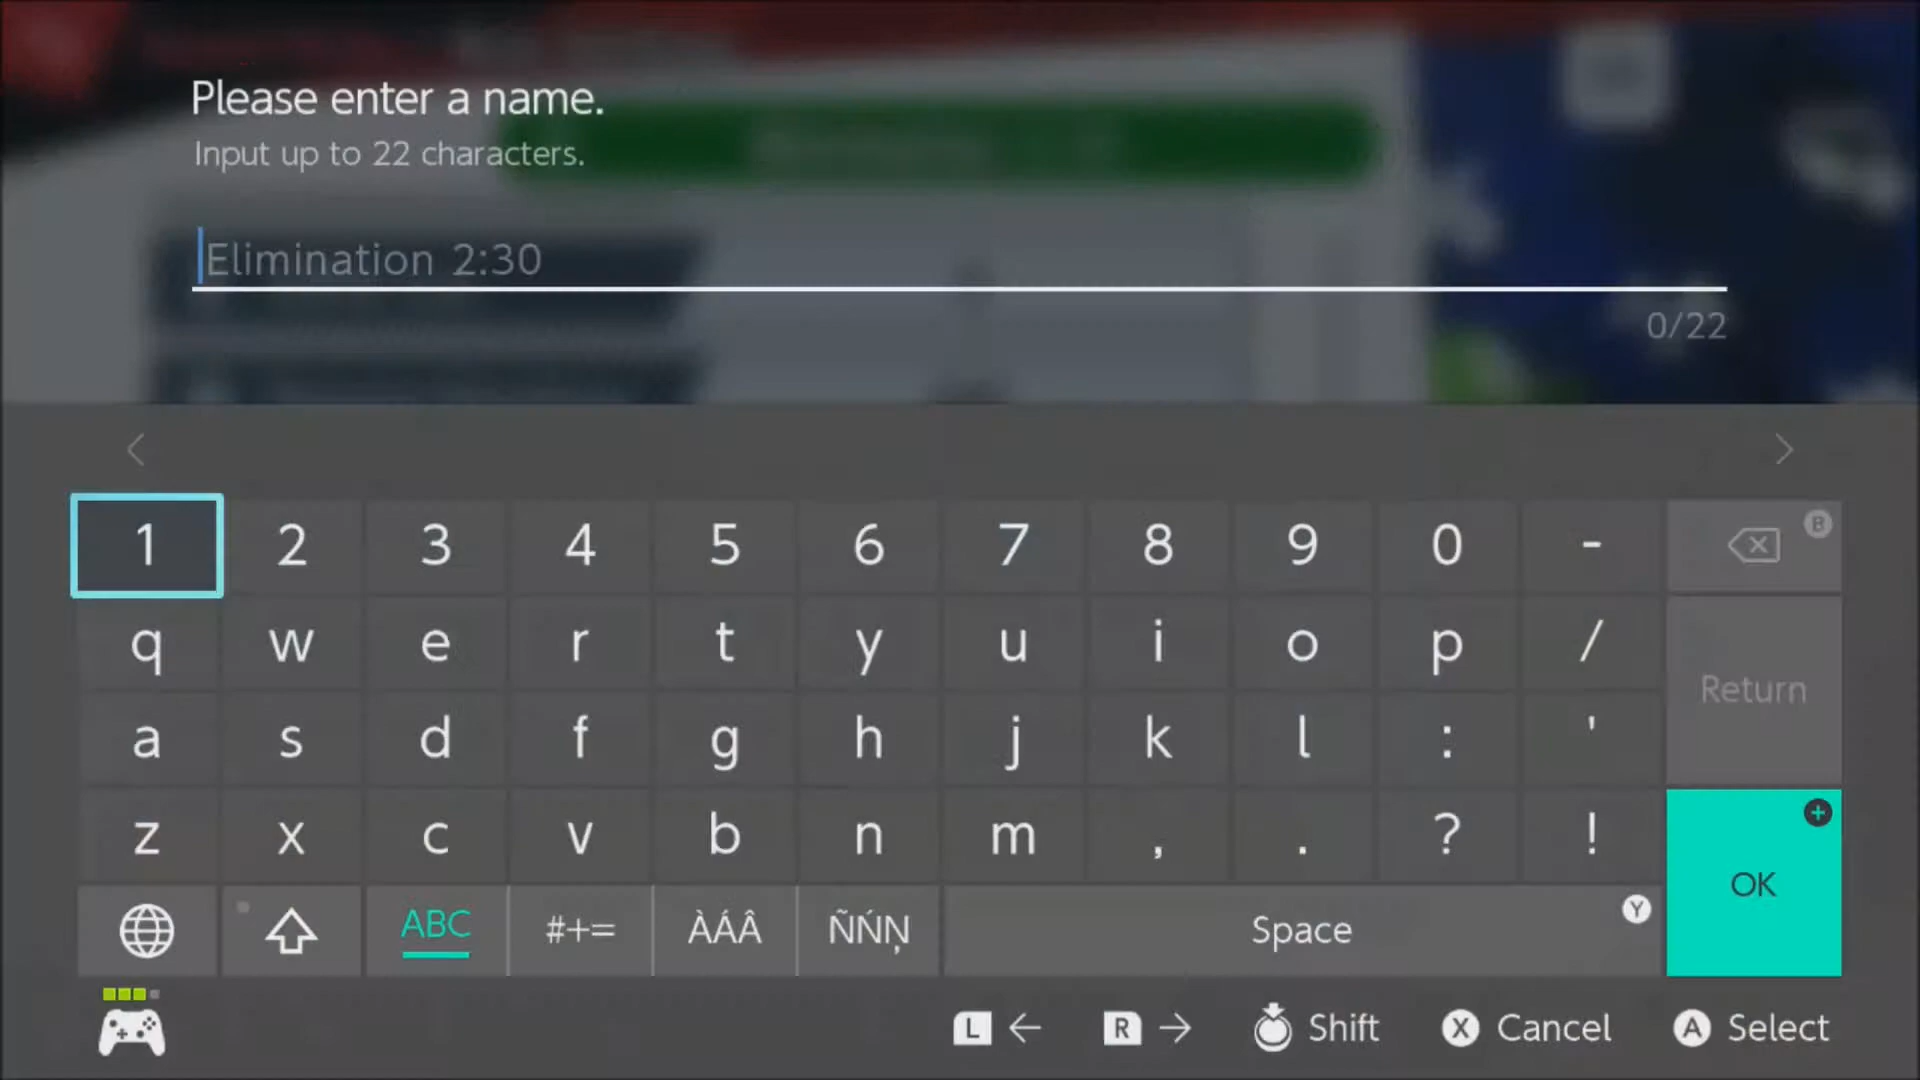 Please enter a name.
Input up to 22 characters.
Elimination 2:30
0/22
1 2 3 4 5 6 7 8 9 0 - B
q w e r t y u i o p / Return
a s d f g h j k l : '
z x c v b n m , . ? ! OK
ABC #+= ÀÁÂ ÑŃŅ Space Y
L ← R → Shift X Cancel A Select